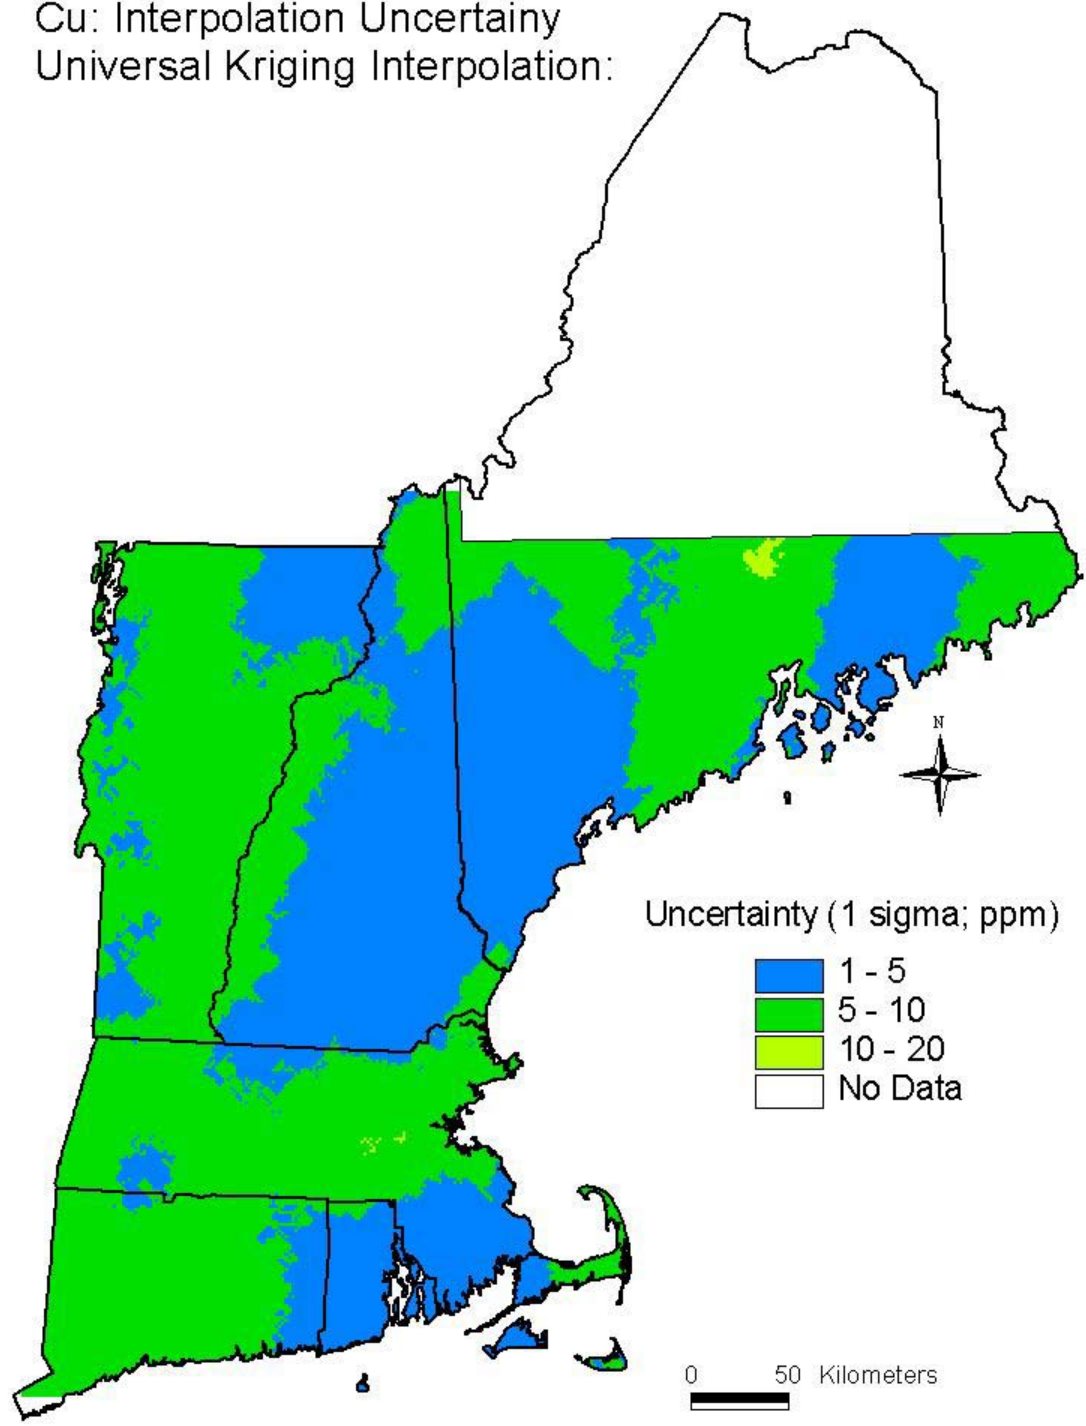 Cu: Interpolation Uncertainy
Universal Kriging Interpolation:
N
Uncertainty (1 sigma; ppm)
1 - 5
5 - 10
10 - 20
No Data
0 50 Kilometers